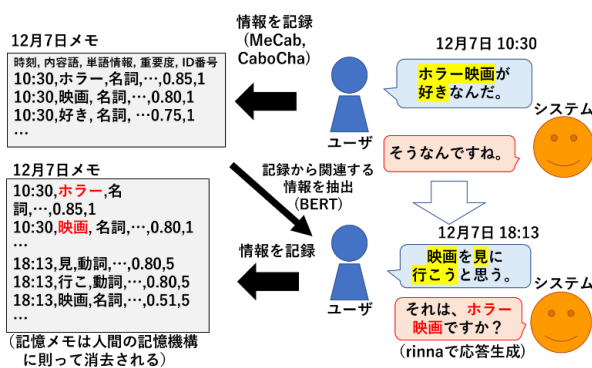 12月7日メモ
時刻, 内容語, 単語情報, 重要度, ID番号
10:30,ホラー,名詞,…,0.85,1
10:30,映画, 名詞,…,0.80,1
10:30,好き, 名詞, …0.75,1
…
情報を記録
(MeCab,
CaboCha)
ユーザ
12月7日 10:30
ホラー映画が
好きなんだ。
システム
そうなんですね。
12月7日メモ
10:30,ホラー,名
詞,…,0.85,1
10:30,映画, 名詞,…,0.80,1
…
18:13,見,動詞,…,0.80,5
18:13,行こ,動詞,…,0.80,5
18:13,映画,名詞,…,0.51,5
…
(記憶メモは人間の記憶機構
に則って消去される)
記録から関連する
情報を抽出
(BERT)
情報を記録
ユーザ
12月7日 18:13
映画を見に
行こうと思う。
システム
それは、ホラー
映画ですか？
(rinnaで応答生成)